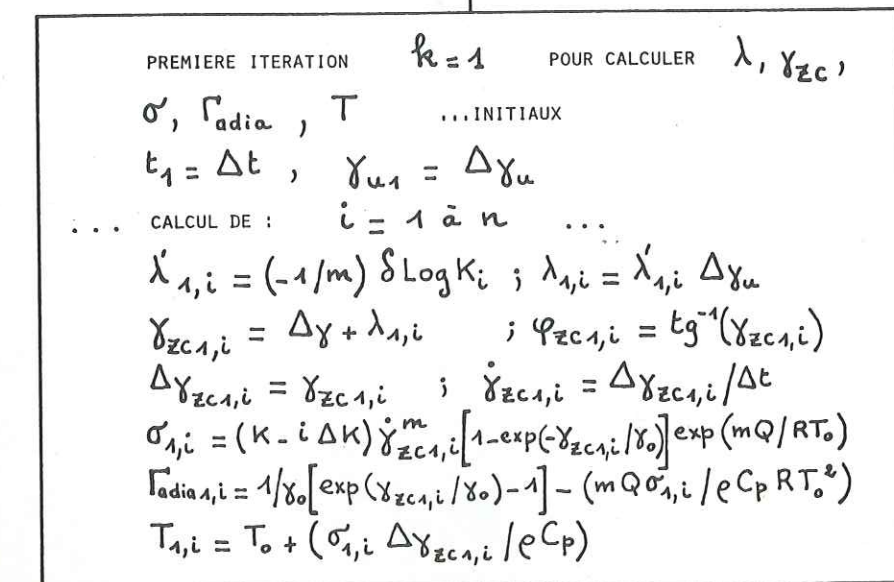 PREMIERE ITERATION k = 1 POUR CALCULER λ, γzc,
σ, Γadia, T ...INITIAUX
t₁ = Δt , γu1 = Δγu
... CALCUL DE : i = 1 à n ...
λ'1,i = (-1/m) δ Log Ki ; λ1,i = λ'1,i Δγu
γzc1,i = Δγ + λ1,i ; φzc1,i = tg⁻¹(γzc1,i)
Δγzc1,i = γzc1,i ; γ̇zc1,i = Δγzc1,i/Δt
σ1,i = (K - i ΔK) γ̇ᵐzc1,i [1-exp(-γzc1,i/γ₀)] exp(mQ/RT₀)
Γadia1,i = 1/γ₀[exp(γzc1,i/γ₀)-1] - (mQσ1,i/ρCpRT₀²)
T1,i = T₀ + (σ1,i Δγzc1,i/ρCp)